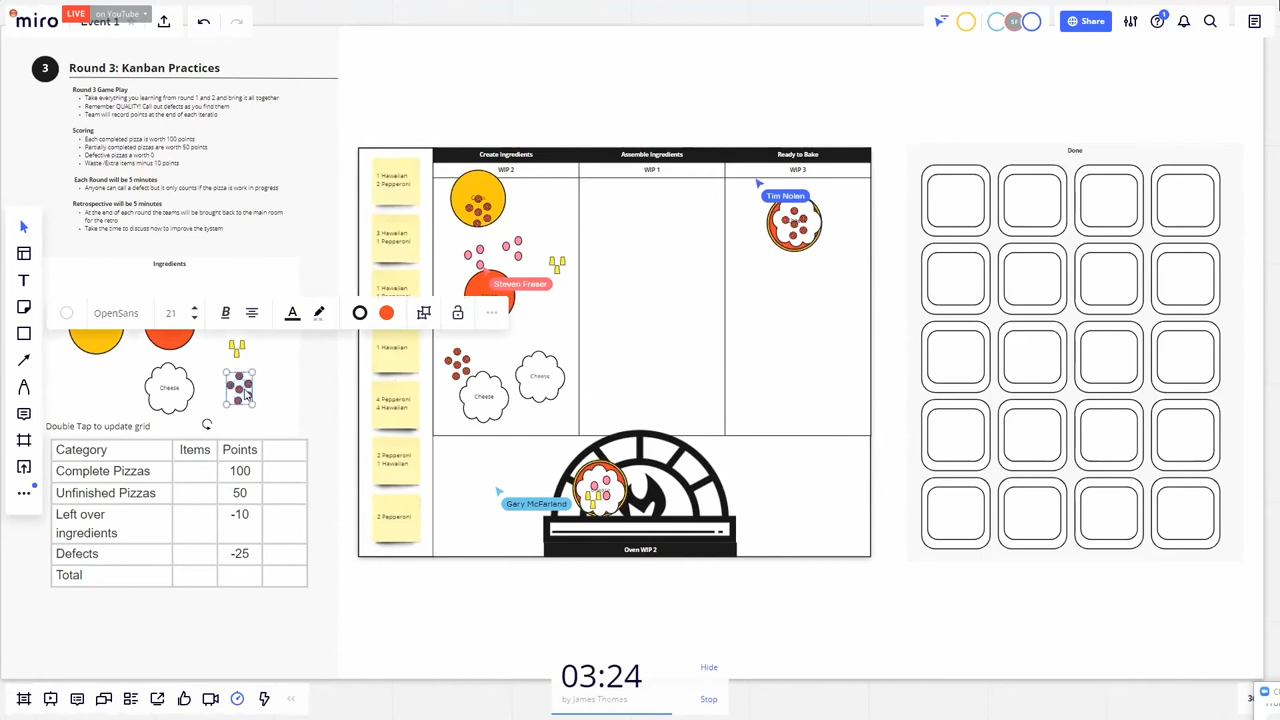 miro
LIVE on YouTube
Event 1
SF
Share
1
3 Round 3: Kanban Practices
Round 3 Game Play
Take everything you learning from round 1 and 2 and bring it all together
Remember QUALITY! Call out defects as you find them
Team will record points at the end of each iteratio
Scoring
Each completed pizza is worth 100 points
Partially completed pizzas are worth 50 points
Defective pizzas a worth 0
Waste /Extra items minus 10 points
Each Round will be 5 minutes
Anyone can call a defect but it only counts if the pizza is work in progress
Retrospective will be 5 minutes
At the end of each round the teams will be brought back to the main room
for the retro
Take the time to discuss how to improve the system
Ingredients
OpenSans 21 B A
Cheese
Double Tap to update grid
Category Items Points
Complete Pizzas 100
Unfinished Pizzas 50
Left over
ingredients -10
Defects -25
Total
Create Ingredients Assemble Ingredients Ready to Bake
WIP 2 WIP 1 WIP 3
1 Hawaiian
2 Pepperoni
3 Hawaiian
1 Pepperoni
1 Hawaiian
1 Hawaiian
4 Pepperoni
4 Hawaiian
2 Pepperoni
1 Hawaiian
2 Pepperoni
Tim Nolen
Steven Fraser
Cheese
Cheese
Gary McFarland
Oven WIP 2
Done
03:24
by James Thomas
Hide
Stop